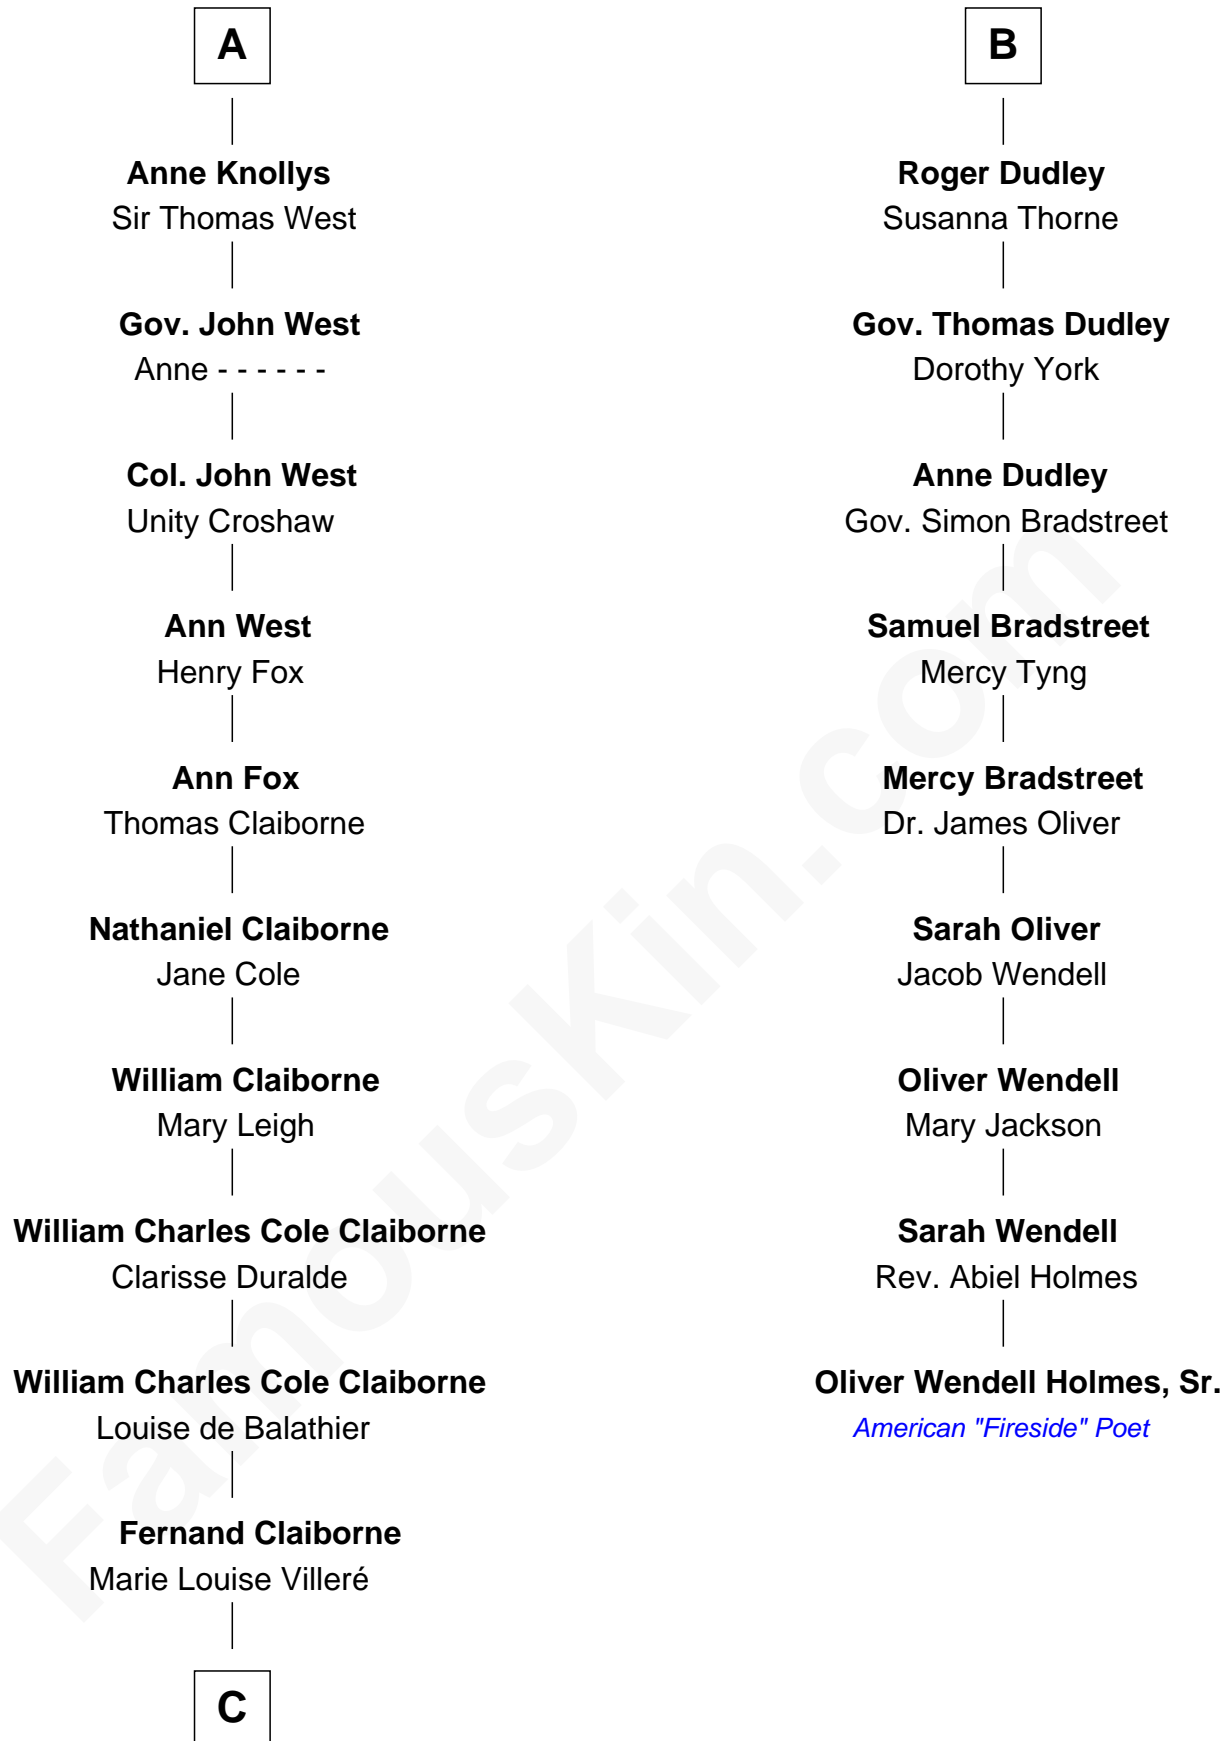 A
Anne Knollys
Sir Thomas West
Gov. John West
Anne - - - - - -
Col. John West
Unity Croshaw
Ann West
Henry Fox
Ann Fox
Thomas Claiborne
Nathaniel Claiborne
Jane Cole
William Claiborne
Mary Leigh
William Charles Cole Claiborne
Clarisse Duralde
William Charles Cole Claiborne
Louise de Balathier
Fernand Claiborne
Marie Louise Villeré
C
B
Roger Dudley
Susanna Thorne
Gov. Thomas Dudley
Dorothy York
Anne Dudley
Gov. Simon Bradstreet
Samuel Bradstreet
Mercy Tyng
Mercy Bradstreet
Dr. James Oliver
Sarah Oliver
Jacob Wendell
Oliver Wendell
Mary Jackson
Sarah Wendell
Rev. Abiel Holmes
Oliver Wendell Holmes, Sr.
American "Fireside" Poet
FamousKin.com